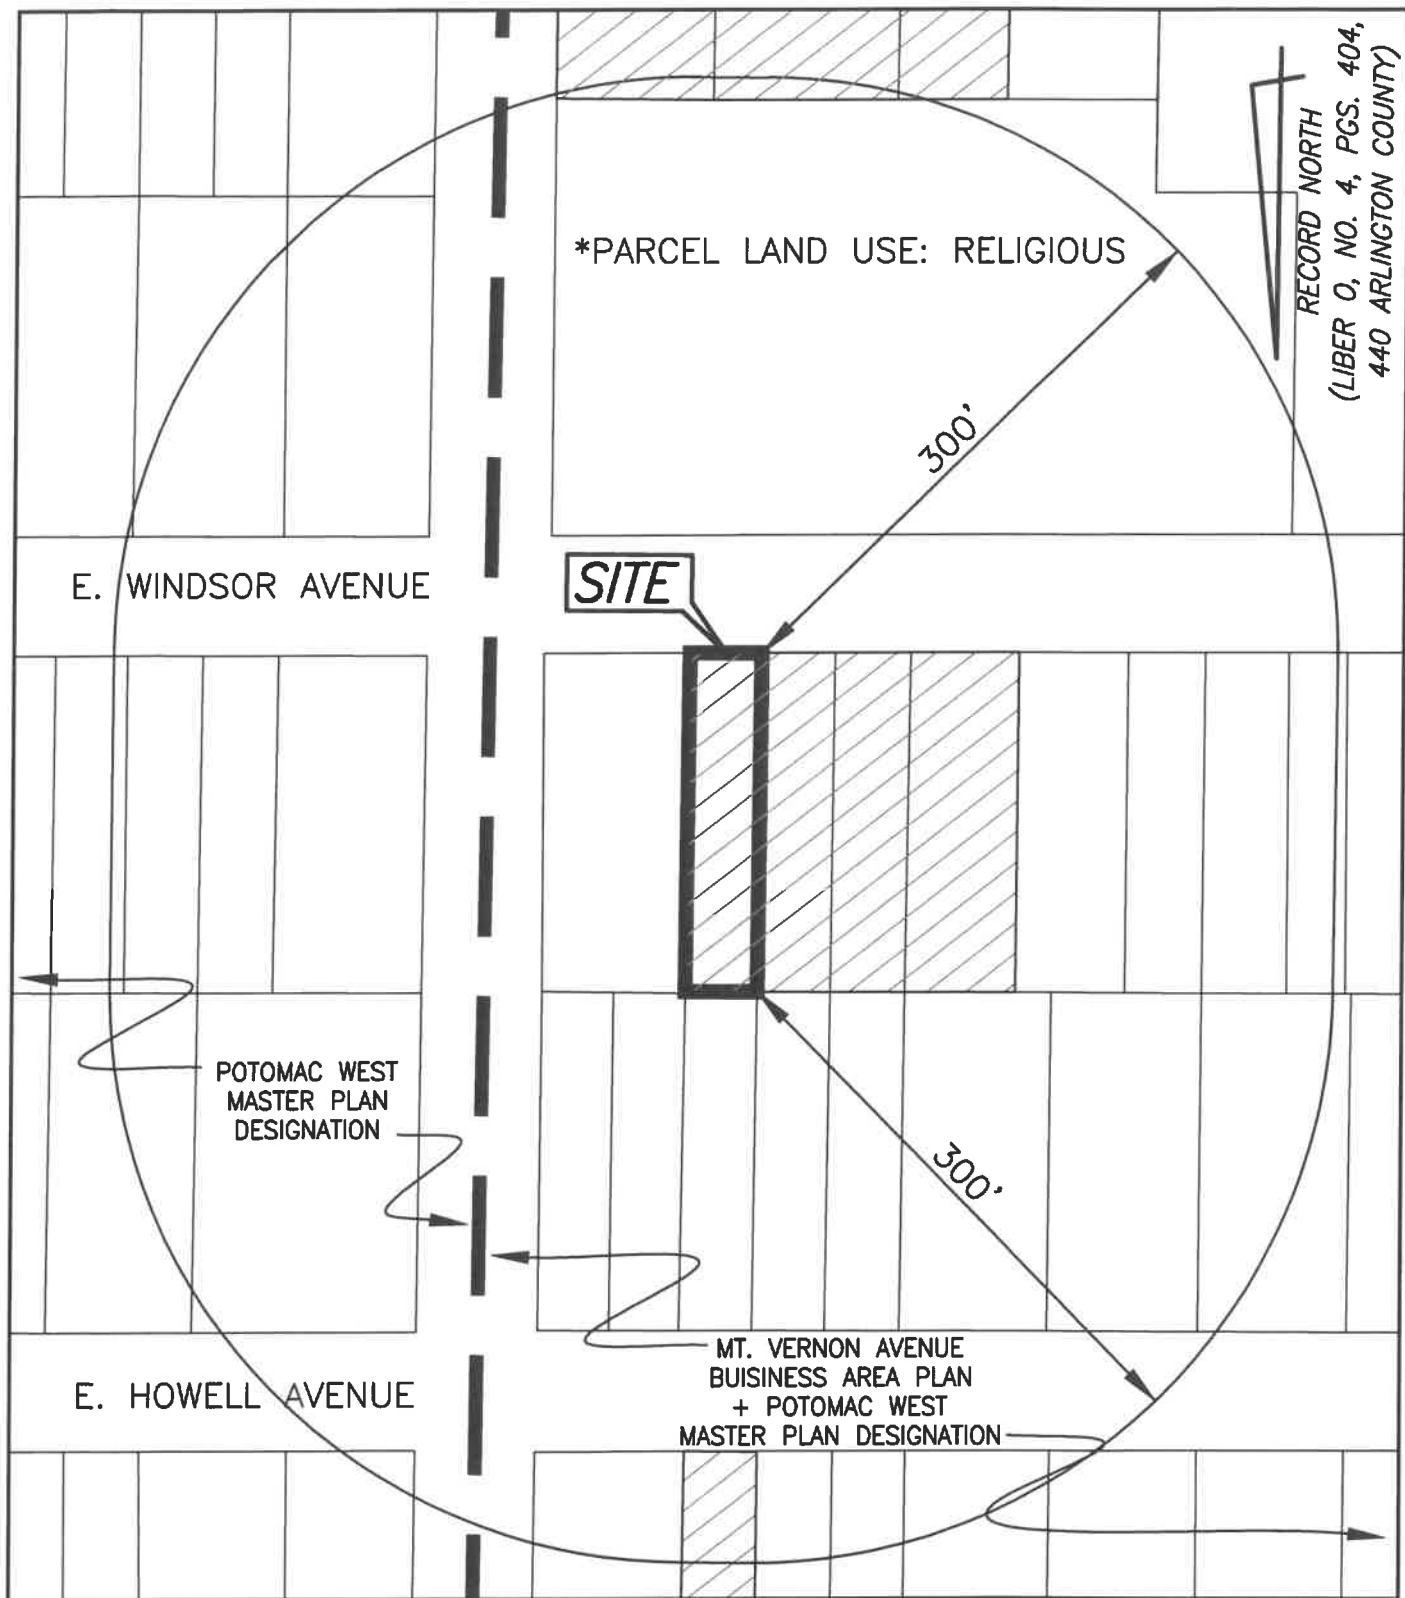 RECORD NORTH
(LIBER O, NO. 4, PGS. 404,
440 ARLINGTON COUNTY)
*PARCEL LAND USE: RELIGIOUS
300'
E. WINDSOR AVENUE
SITE
POTOMAC WEST
MASTER PLAN
DESIGNATION
300'
MT. VERNON AVENUE
BUISINESS AREA PLAN
+ POTOMAC WEST
MASTER PLAN DESIGNATION
E. HOWELL AVENUE